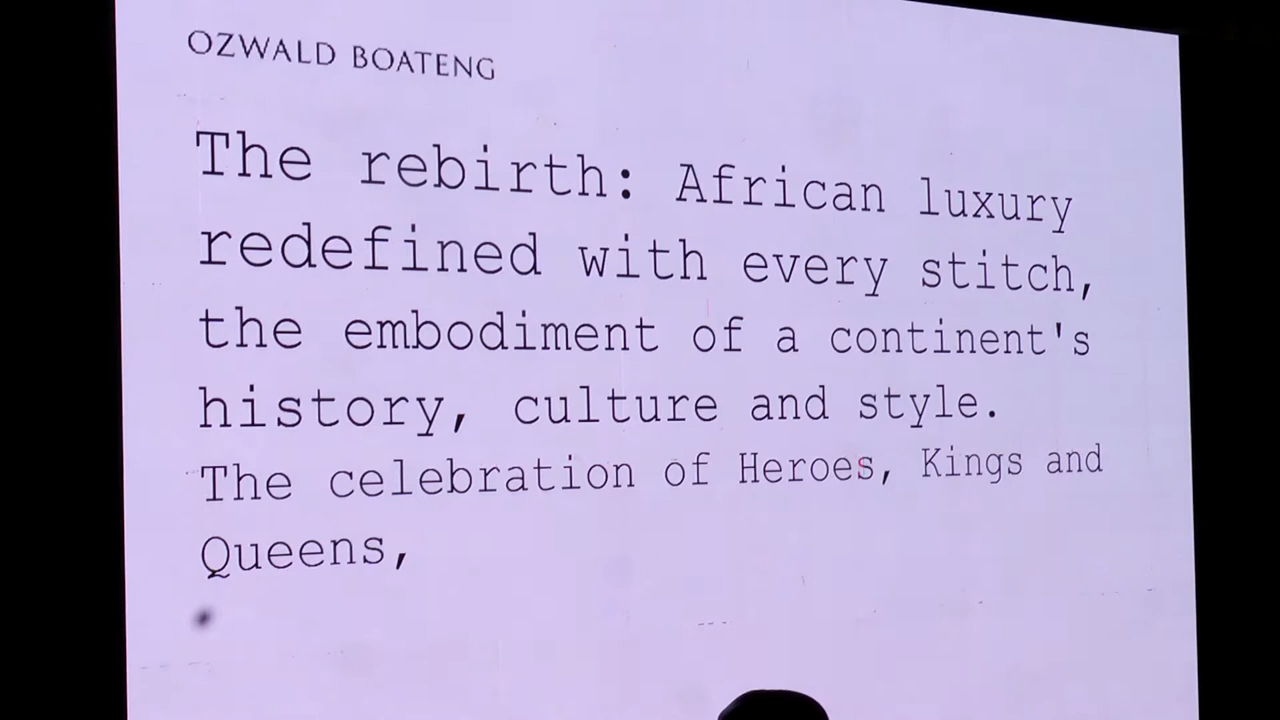 OZWALD BOATENG
The rebirth: African luxury
redefined with every stitch,
the embodiment of a continent's
history, culture and style.
The celebration of Heroes, Kings and
Queens,